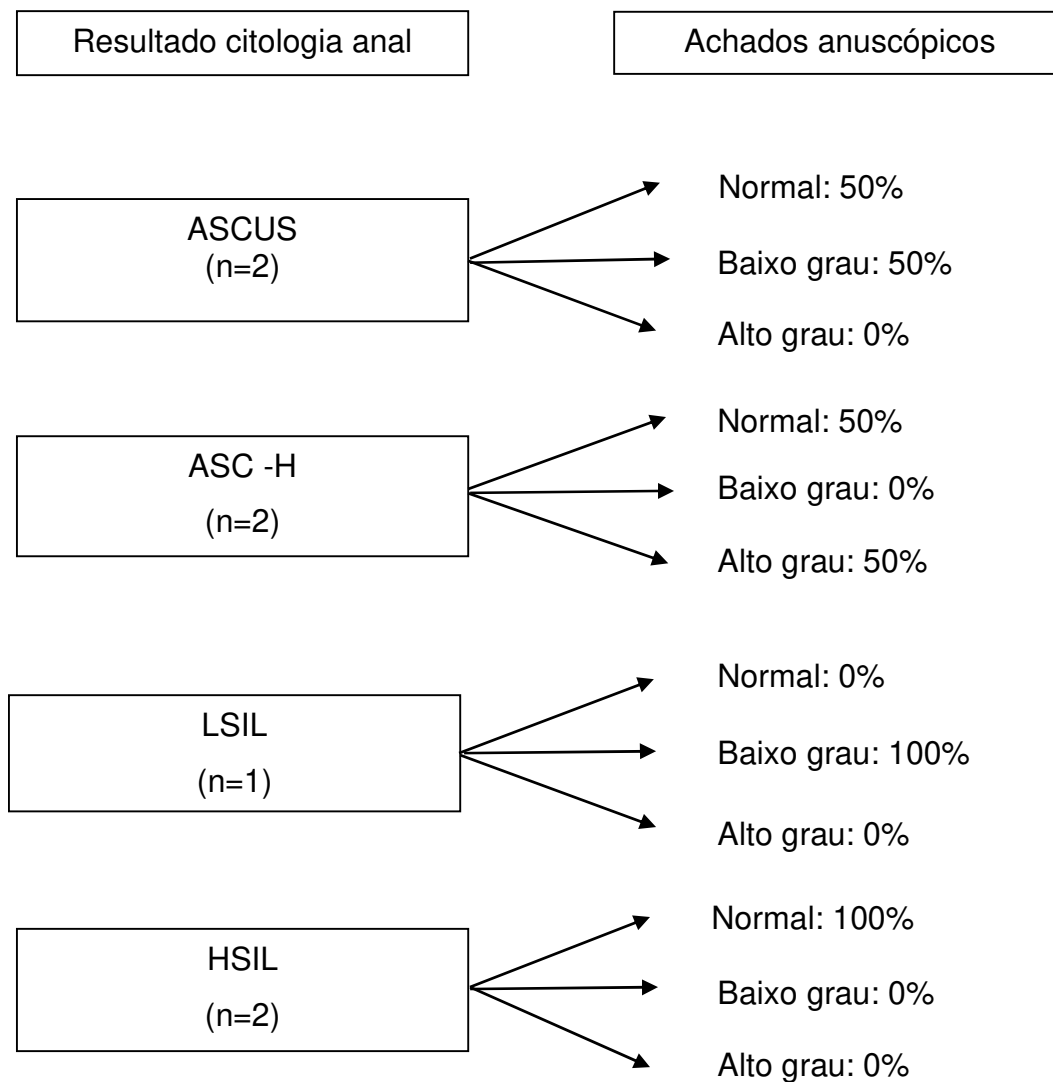 Resultado citologia anal
Achados anuscópicos
ASCUS
(n=2)
Normal: 50%
Baixo grau: 50%
Alto grau: 0%
ASC -H
(n=2)
Normal: 50%
Baixo grau: 0%
Alto grau: 50%
LSIL
(n=1)
Normal: 0%
Baixo grau: 100%
Alto grau: 0%
HSIL
(n=2)
Normal: 100%
Baixo grau: 0%
Alto grau: 0%